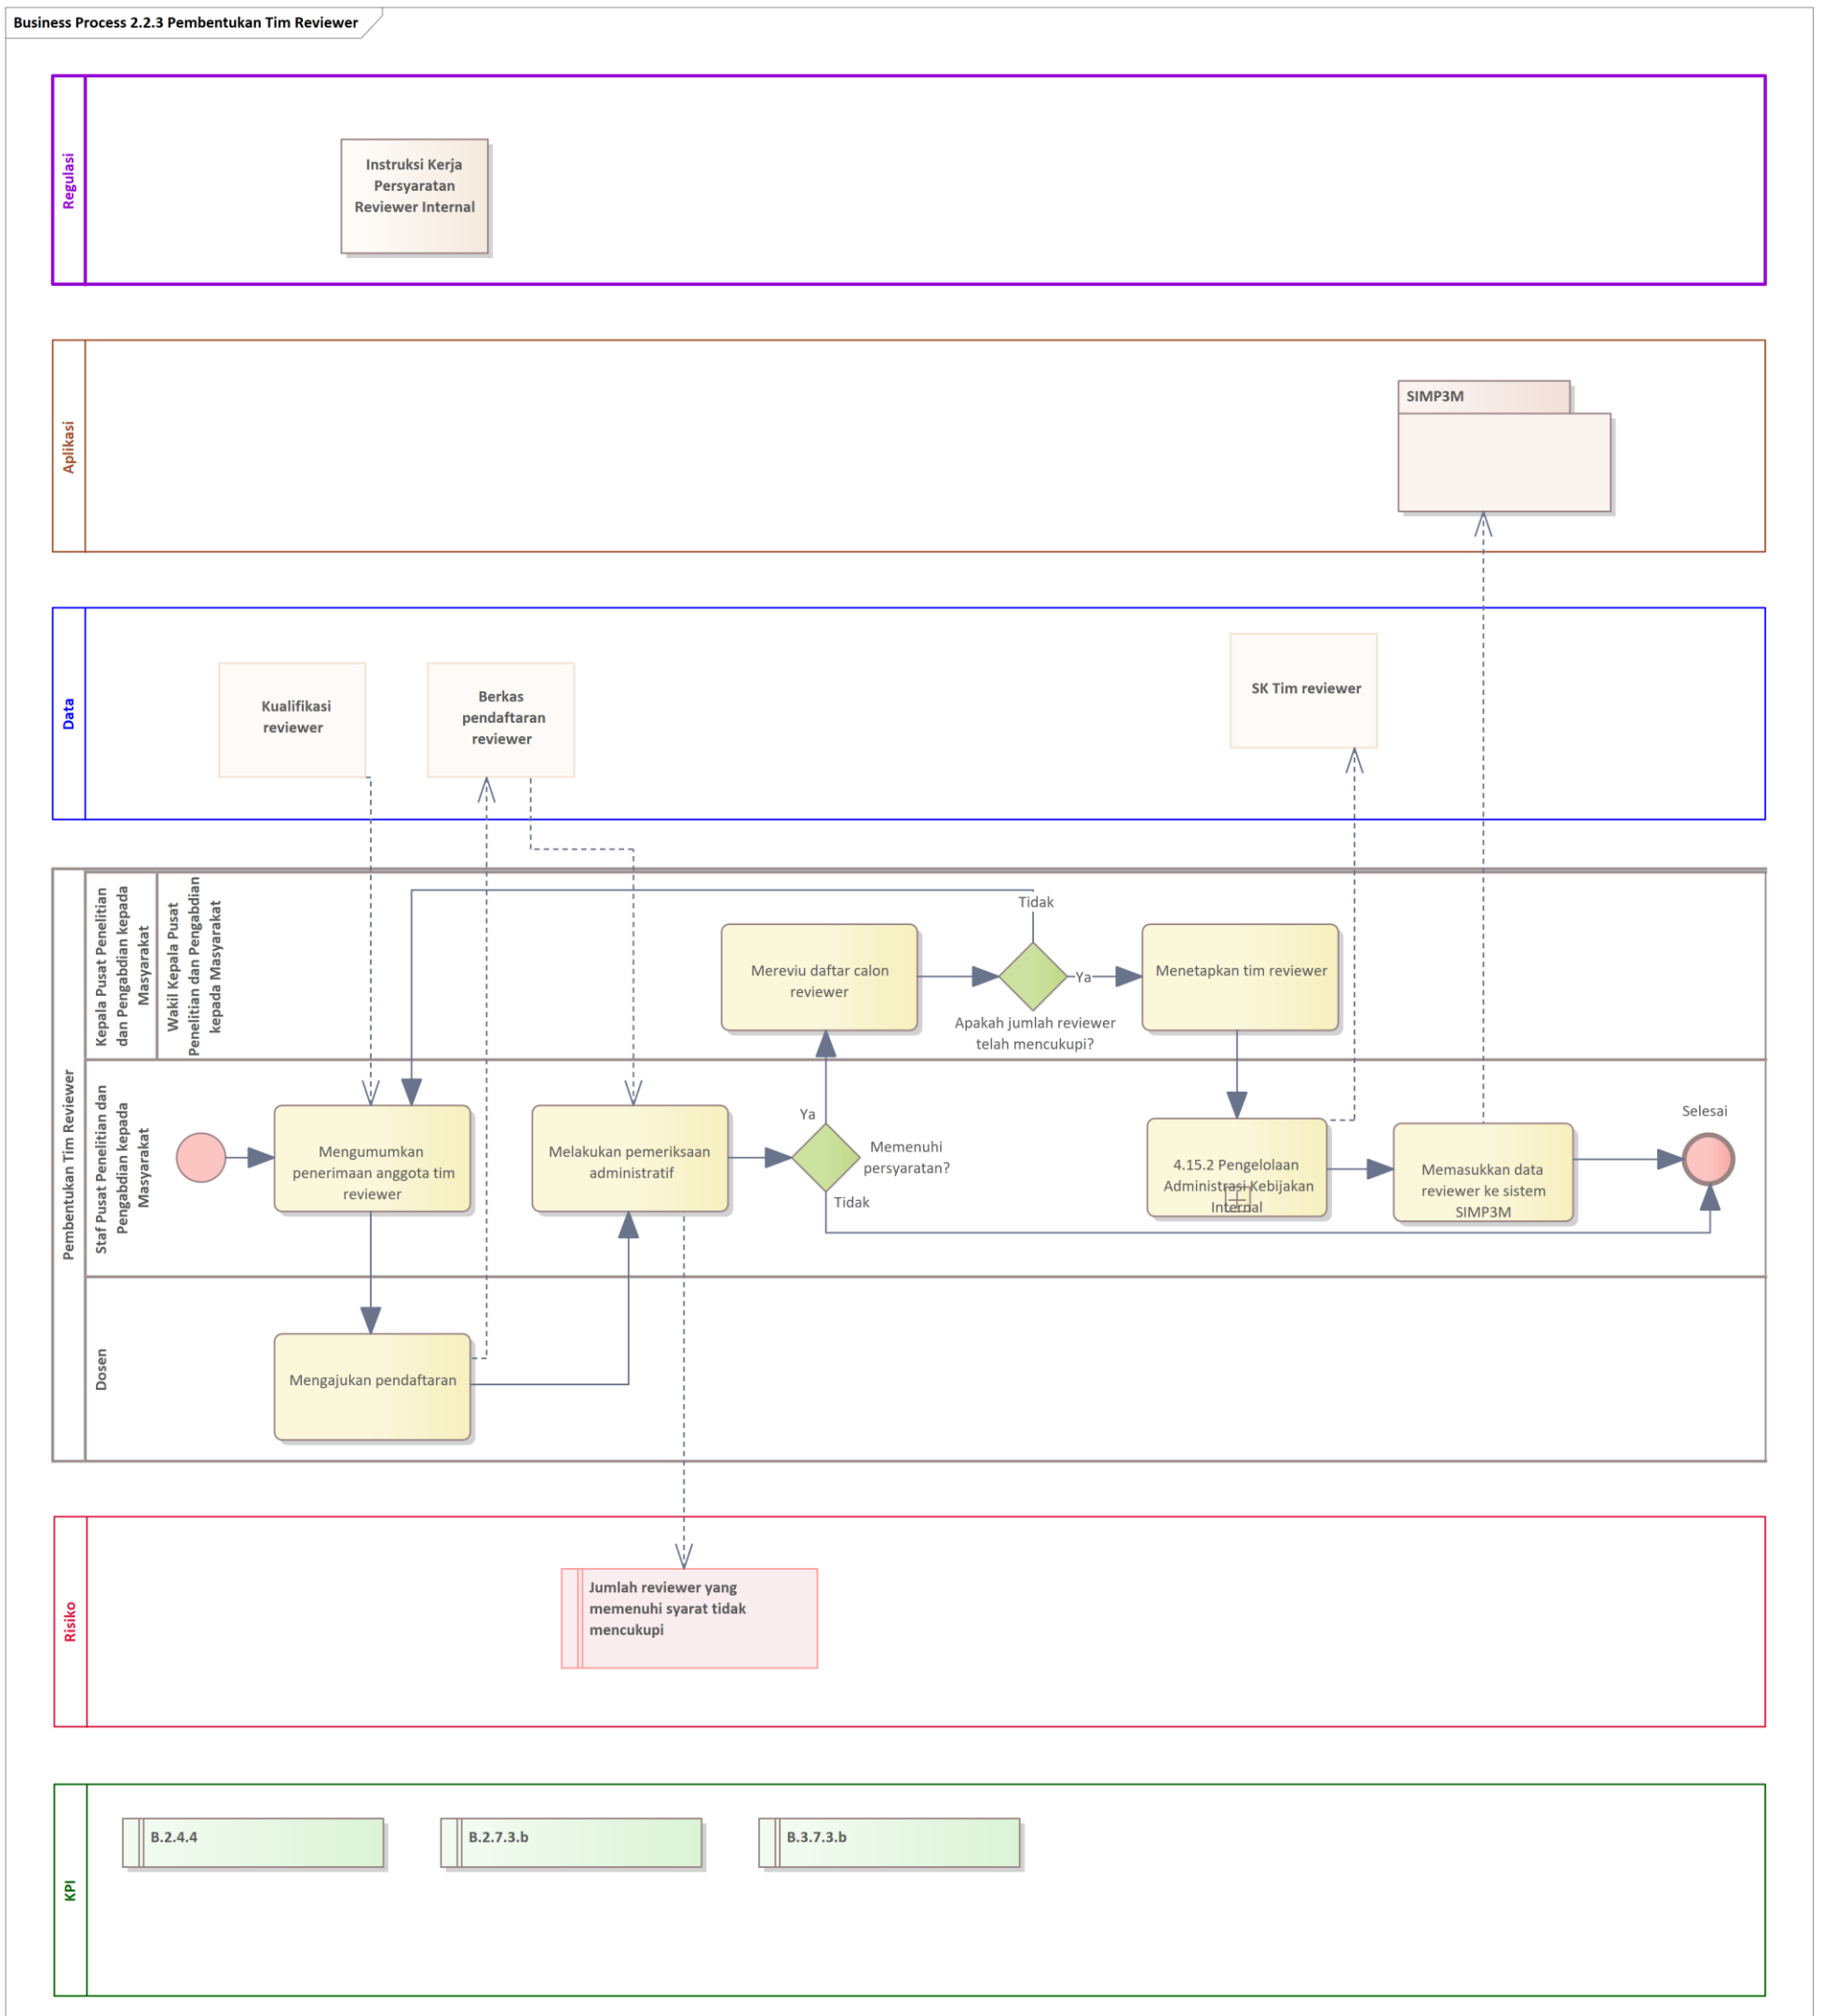 Business Process 2.2.3 Pembentukan Tim Reviewer
Regulasi
Instruksi Kerja
Persyaratan
Reviewer Internal
Aplikasi
SIMP3M
Data
Kualifikasi
reviewer
Berkas
pendaftaran
reviewer
SK Tim reviewer
Pembentukan Tim Reviewer
Kepala Pusat Penelitian
dan Pengabdian kepada
Masyarakat
Wakil Kepala Pusat
Penelitian dan Pengabdian
kepada Masyarakat
Mereviu daftar calon
reviewer
Tidak
Apakah jumlah reviewer
telah mencukupi?
Ya
Menetapkan tim reviewer
Staf Pusat Penelitian dan
Pengabdian kepada
Masyarakat
Mengumumkan
penerimaan anggota tim
reviewer
Melakukan pemeriksaan
administratif
Ya
Memenuhi
persyaratan?
Tidak
4.15.2 Pengelolaan
Administrasi Kebijakan
Internal
Memasukkan data
reviewer ke sistem
SIMP3M
Selesai
Dosen
Mengajukan pendaftaran
Risiko
Jumlah reviewer yang
memenuhi syarat tidak
mencukupi
KPI
B.2.4.4
B.2.7.3.b
B.3.7.3.b